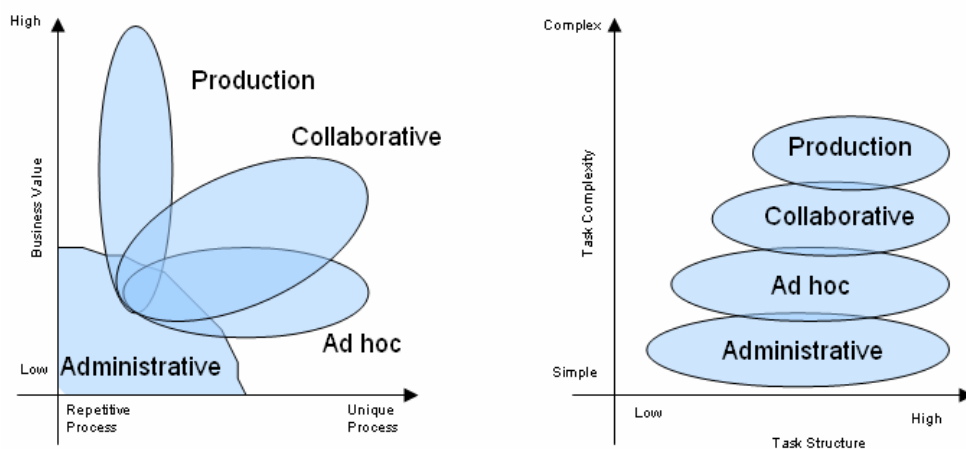 High
Production
Collaborative
Business Value
Ad hoc
Administrative
Low
Repetitive
Process
Unique
Process
Complex
Production
Collaborative
Task Complexity
Ad hoc
Administrative
Simple
Low
High
Task Structure